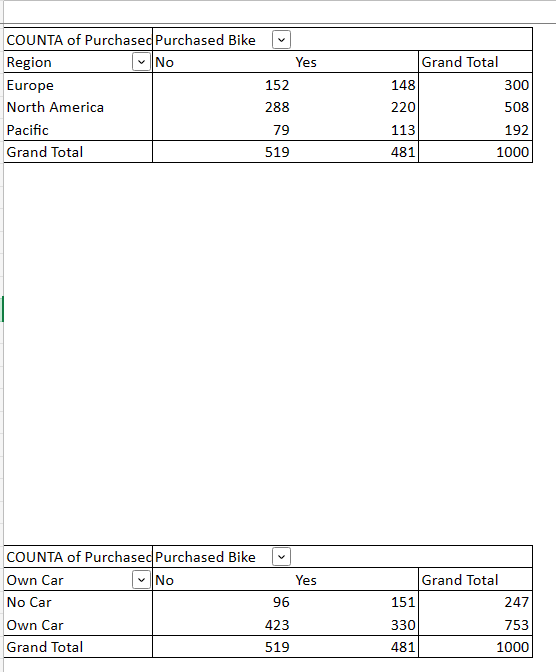 COUNTA of Purchased Purchased Bike
Region No Yes Grand Total
Europe 152 148 300
North America 288 220 508
Pacific 79 113 192
Grand Total 519 481 1000
COUNTA of Purchased Purchased Bike
Own Car No Yes Grand Total
No Car 96 151 247
Own Car 423 330 753
Grand Total 519 481 1000